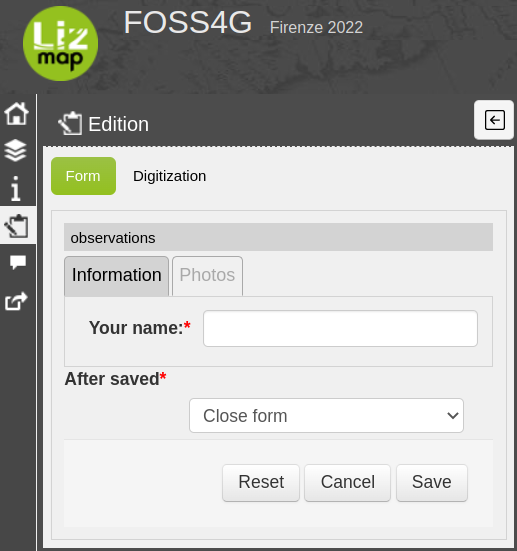 Liz
map
FOSS4G Firenze 2022
Edition
Form Digitization
observations
Information Photos
Your name:*
After saved*
Close form
Reset Cancel Save